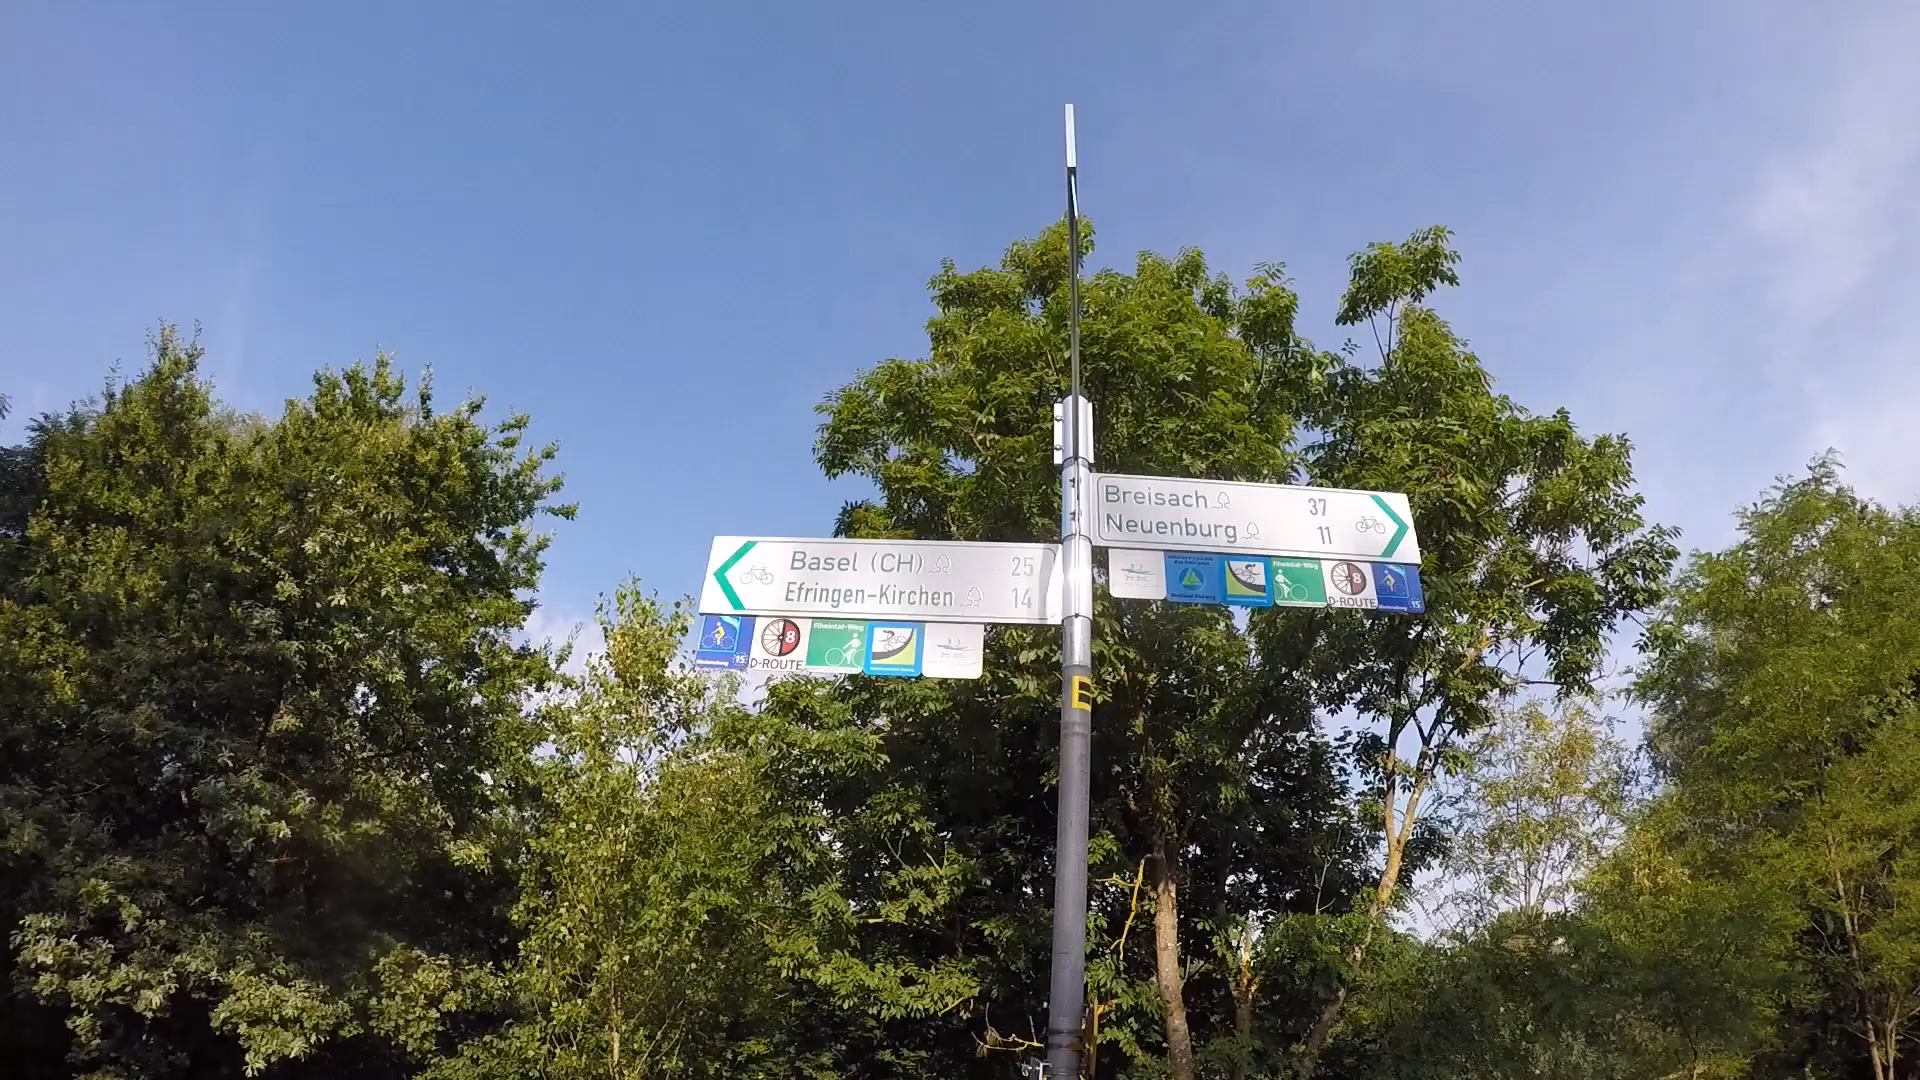 Breisach 37
Neuenburg 11
Basel (CH) 25
Efringen-Kirchen 14
Rheintal-Weg
8
D-ROUTE
15
15
8
D-ROUTE
Rheintal-Weg
E